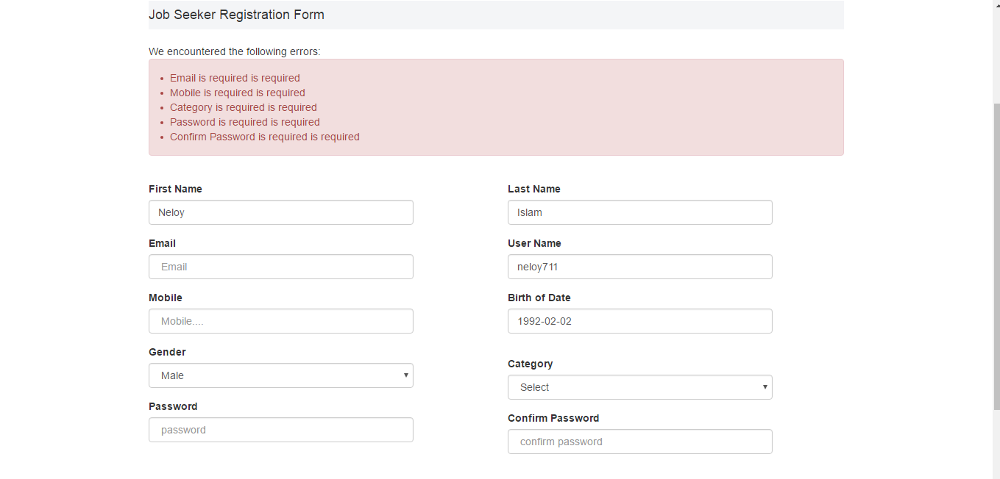 Job Seeker Registration Form
We encountered the following errors:
Email is required is required
Mobile is required is required
Category is required is required
Password is required is required
Confirm Password is required is required
First Name
Last Name
Neloy
Islam
Email
User Name
Email
neloy711
Mobile
Birth of Date
Mobile....
1992-02-02
Gender
Category
Male
Select
Password
Confirm Password
password
confirm password